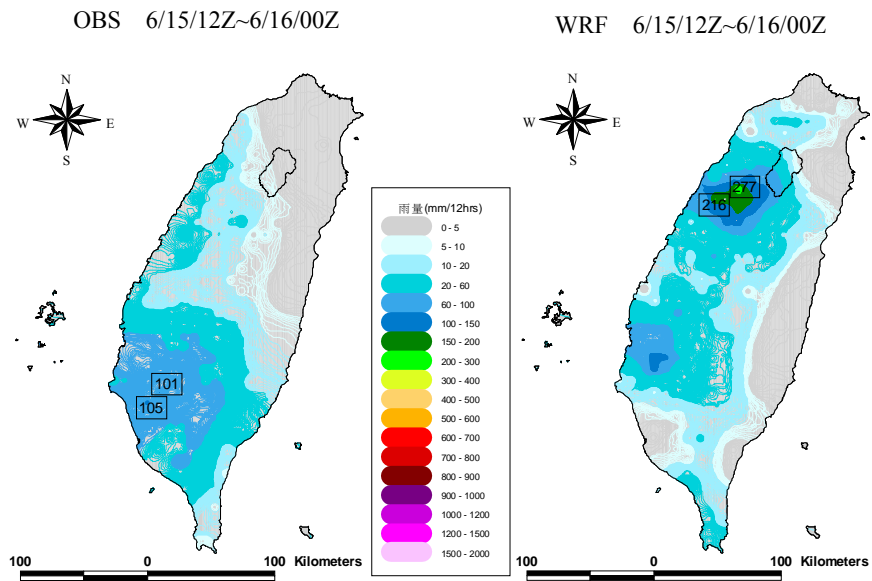 OBS 6/15/12Z~6/16/00Z
N
W E
S
101
105
100 0 100 Kilometers
雨量(mm/12hrs)
0 - 5
5 - 10
10 - 20
20 - 60
60 - 100
100 - 150
150 - 200
200 - 300
300 - 400
400 - 500
500 - 600
600 - 700
700 - 800
800 - 900
900 - 1000
1000 - 1200
1200 - 1500
1500 - 2000
WRF 6/15/12Z~6/16/00Z
N
W E
S
277
216
100 0 100 Kilometers